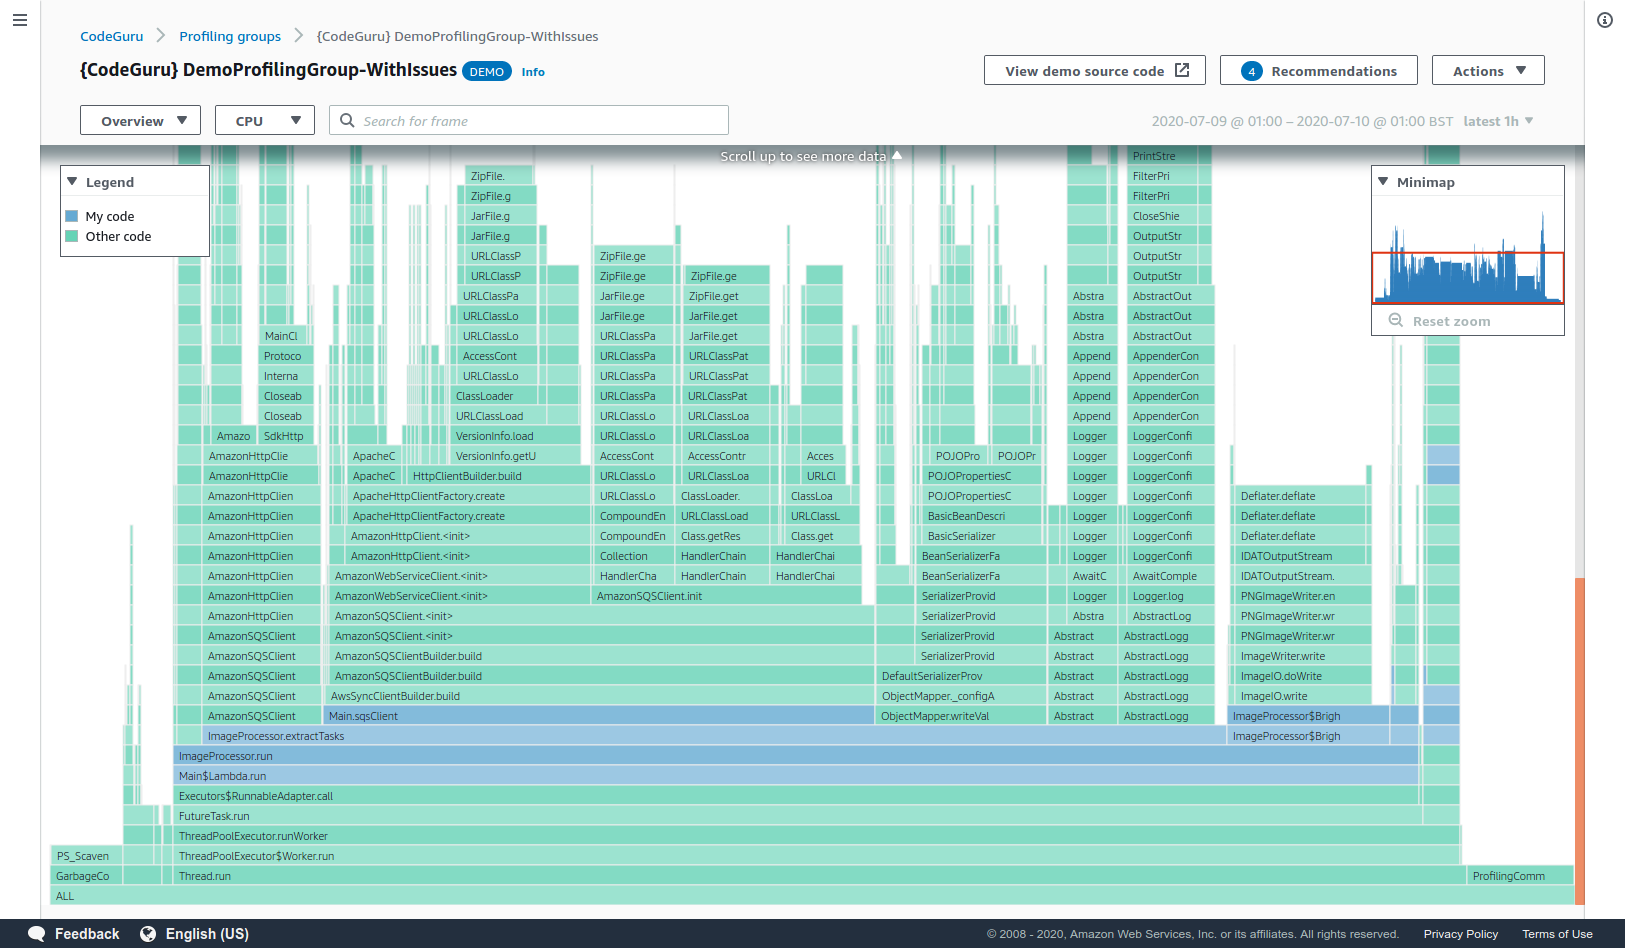 CodeGuru > Profiling groups > {CodeGuru} DemoProfilingGroup-WithIssues
{CodeGuru} DemoProfilingGroup-WithIssues DEMO Info
View demo source code 4 Recommendations Actions
Overview CPU Search for frame
2020-07-09 @ 01:00 – 2020-07-10 @ 01:00 BST latest 1h
Scroll up to see more data
Legend
My code
Other code
Minimap
Reset zoom
PrintStre
ZipFile. FilterPri
ZipFile.g FilterPri
JarFile.g CloseShie
JarFile.g OutputStr
URLClassP ZipFile.ge OutputStr
URLClassP ZipFile.ge ZipFile.ge OutputStr
URLClassPa JarFile.ge ZipFile.get Abstra AbstractOut
URLClassLo JarFile.ge JarFile.get Abstra AbstractOut
MainCl URLClassLo URLClassPa JarFile.get Abstra AbstractOut
Protoco AccessCont URLClassPa URLClassPat Append AppenderCon
Interna URLClassLo URLClassPa URLClassPat Append AppenderCon
Closeab ClassLoader URLClassPa URLClassPat Append AppenderCon
Closeab URLClassLoad URLClassLo URLClassLoa Append AppenderCon
Amazo SdkHttp VersionInfo.load URLClassLo URLClassLoa Logger LoggerConfi
AmazonHttpClie ApacheC VersionInfo.getU AccessCont AccessContr Acces POJOPro POJOPr Logger LoggerConfi
AmazonHttpClie ApacheC HttpClientBuilder.build URLClassLo URLClassLoa URLCl POJOPropertiesC Logger LoggerConfi
AmazonHttpClien ApacheHttpClientFactory.create URLClassLo ClassLoader. ClassLoa POJOPropertiesC Logger LoggerConfi Deflater.deflate
AmazonHttpClien ApacheHttpClientFactory.create CompoundEn URLClassLoad URLClassL BasicBeanDescri Logger LoggerConfi Deflater.deflate
AmazonHttpClien AmazonHttpClient.<init> CompoundEn Class.getRes Class.get BasicSerializer Logger LoggerConfi Deflater.deflate
AmazonHttpClien AmazonHttpClient.<init> Collection HandlerChain HandlerChai BeanSerializerFa Logger LoggerConfi IDATOutputStream
AmazonHttpClien AmazonWebServiceClient.<init> HandlerCha HandlerChain HandlerChai BeanSerializerFa AwaitC AwaitComple IDATOutputStream.
AmazonHttpClien AmazonWebServiceClient.<init> AmazonSQSClient.init SerializerProvid Logger Logger.log PNGImageWriter.en
AmazonHttpClien AmazonSQSClient.<init> SerializerProvid Abstra AbstractLog PNGImageWriter.wr
AmazonSQSClient AmazonSQSClient.<init> SerializerProvid Abstract AbstractLogg PNGImageWriter.wr
AmazonSQSClient AmazonSQSClientBuilder.build SerializerProvid Abstract AbstractLogg ImageWriter.write
AmazonSQSClient AmazonSQSClientBuilder.build DefaultSerializerProv Abstract AbstractLogg ImageIO.doWrite
AmazonSQSClient AwsSyncClientBuilder.build ObjectMapper._configA Abstract AbstractLogg ImageIO.write
AmazonSQSClient Main.sqsClient ObjectMapper.writeVal Abstract AbstractLogg ImageProcessor$Brigh
ImageProcessor.extractTasks ImageProcessor$Brigh
ImageProcessor.run
Main$Lambda.run
Executors$RunnableAdapter.call
FutureTask.run
ThreadPoolExecutor.runWorker
PS_Scaven ThreadPoolExecutor$Worker.run
GarbageCo Thread.run ProfilingComm
ALL
Feedback English (US) © 2008 - 2020, Amazon Web Services, Inc. or its affiliates. All rights reserved. Privacy Policy Terms of Use